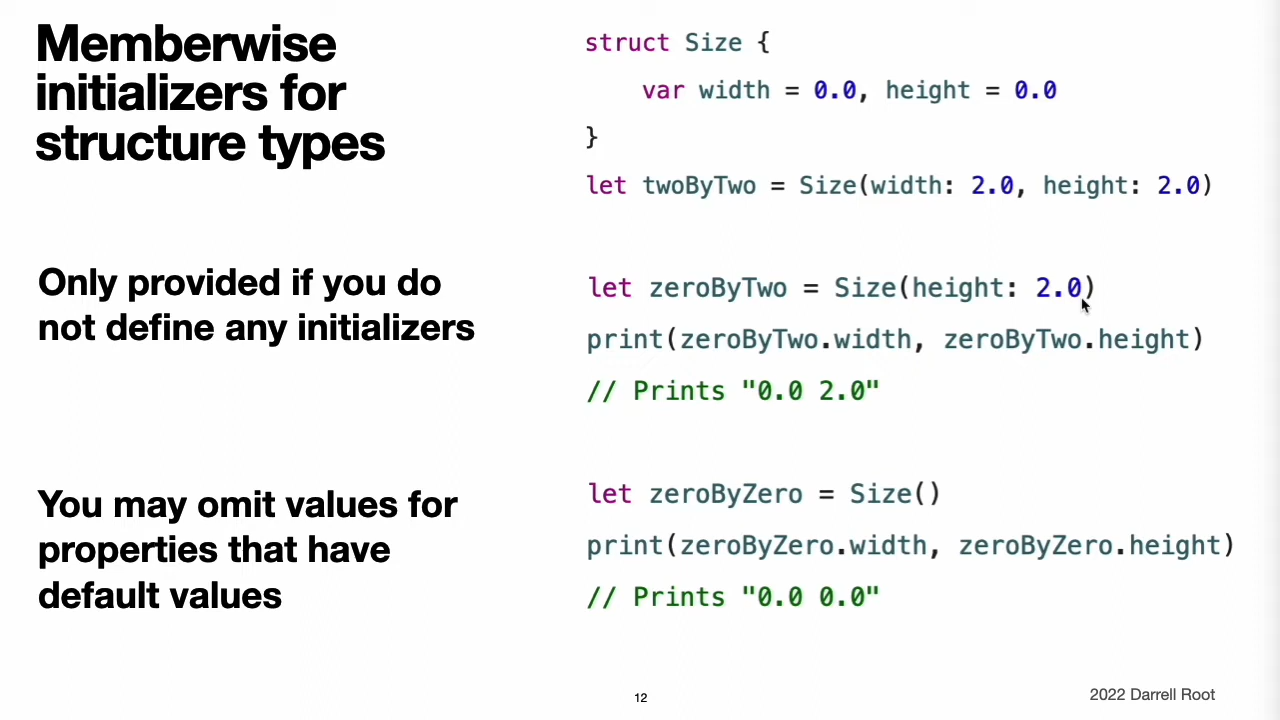 Memberwise
initializers for
structure types
Only provided if you do
not define any initializers
You may omit values for
properties that have
default values
struct Size {
    var width = 0.0, height = 0.0
}
let twoByTwo = Size(width: 2.0, height: 2.0)
let zeroByTwo = Size(height: 2.0)
print(zeroByTwo.width, zeroByTwo.height)
// Prints "0.0 2.0"
let zeroByZero = Size()
print(zeroByZero.width, zeroByZero.height)
// Prints "0.0 0.0"
12
2022 Darrell Root